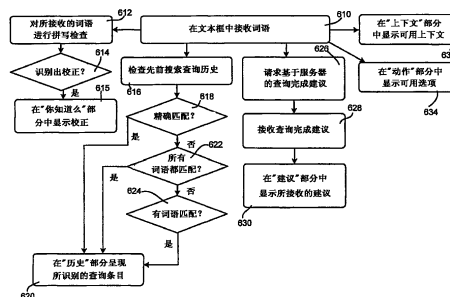 612
对所接收的词语
进行拼写检查
610
在文本框中接收词语
在"上下文"部分
中显示可用上下文
识别出校正?
614
是
615
在"你知道么"部
分中显示校正
检查先前搜索查询历史
616
626
请求基于服务器
的查询完成建议
在"动作"部分中
显示可用选项
634
精确匹配?
618
628
接收查询完成建议
是
否
所有
词语都匹配?
622
是
否
624
有词语匹配?
在"建议"部分中
显示所接收的建议
630
是
在"历史"部分呈现
所识别的查询条目
620